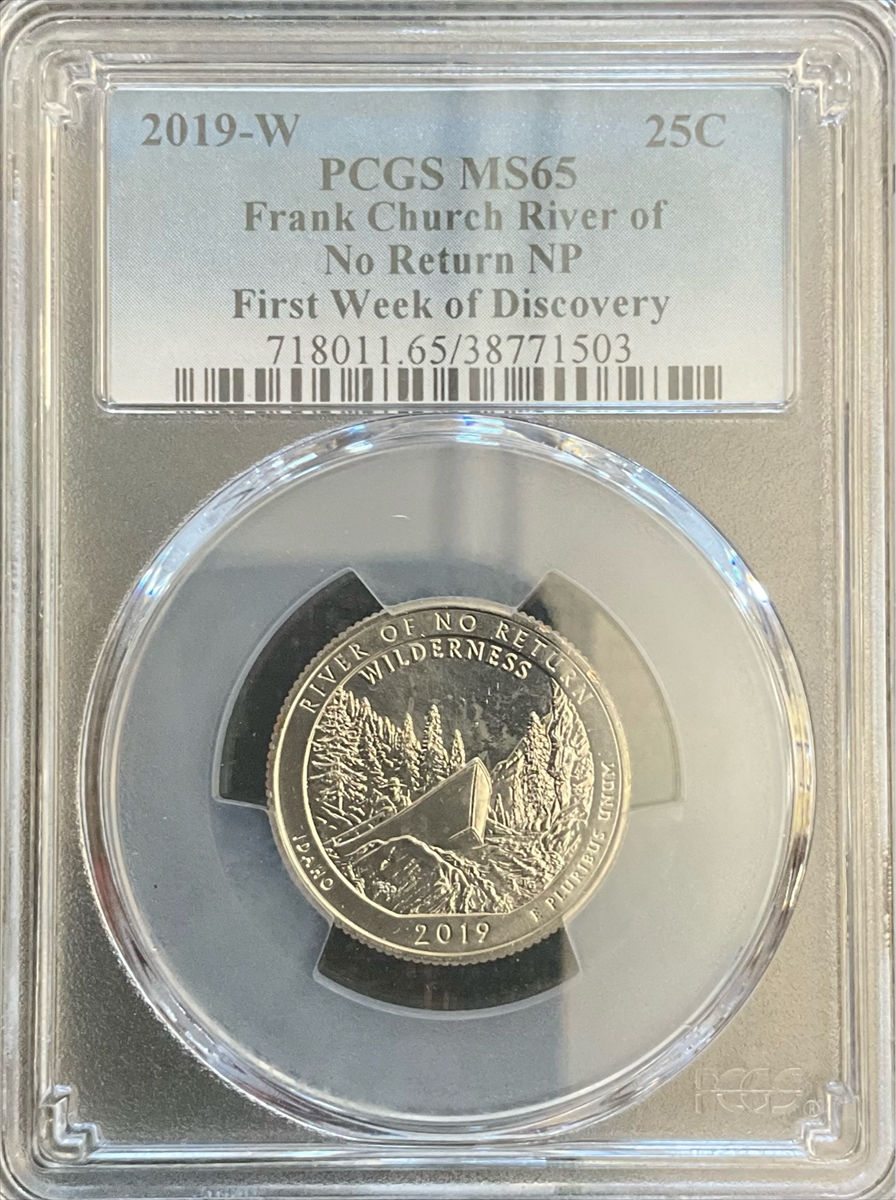 2019-W 25C
PCGS MS65
Frank Church River of
No Return NP
First Week of Discovery
718011.65/38771503
RIVER OF NO RETURN
WILDERNESS
IDAHO
E PLURIBUS UNUM
2019
PCGS®